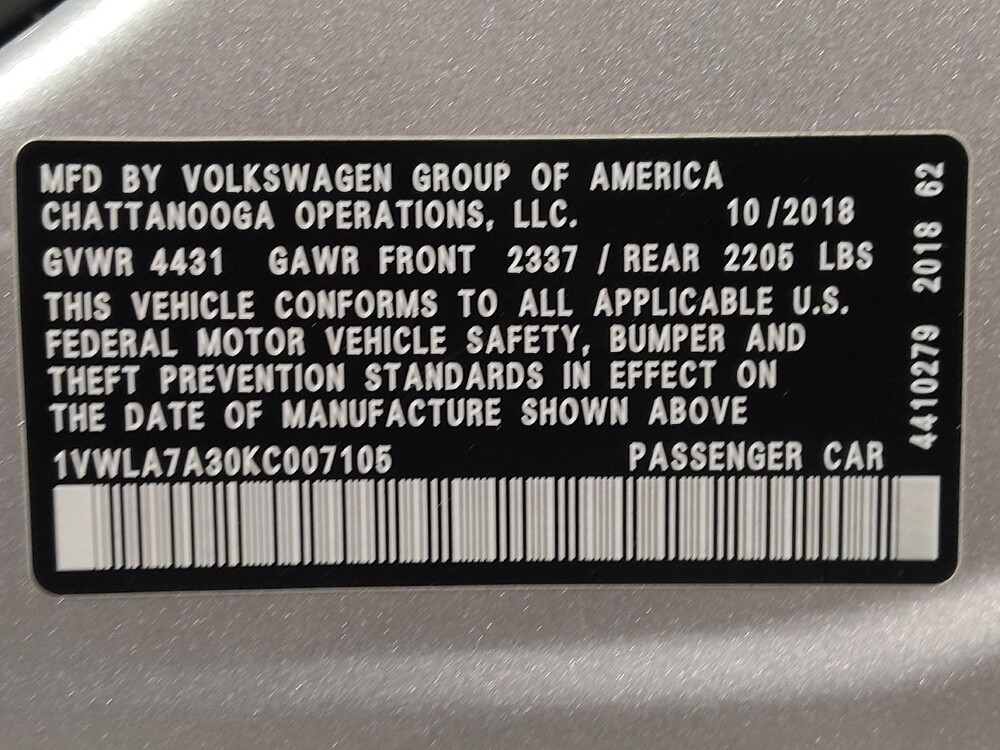 MFD BY VOLKSWAGEN GROUP OF AMERICA
CHATTANOOGA OPERATIONS, LLC. 10/2018
GVWR 4431 GAWR FRONT 2337 / REAR 2205 LBS
THIS VEHICLE CONFORMS TO ALL APPLICABLE U.S.
FEDERAL MOTOR VEHICLE SAFETY, BUMPER AND
THEFT PREVENTION STANDARDS IN EFFECT ON
THE DATE OF MANUFACTURE SHOWN ABOVE
1VWLA7A30KC007105 PASSENGER CAR
4410279 2018 62